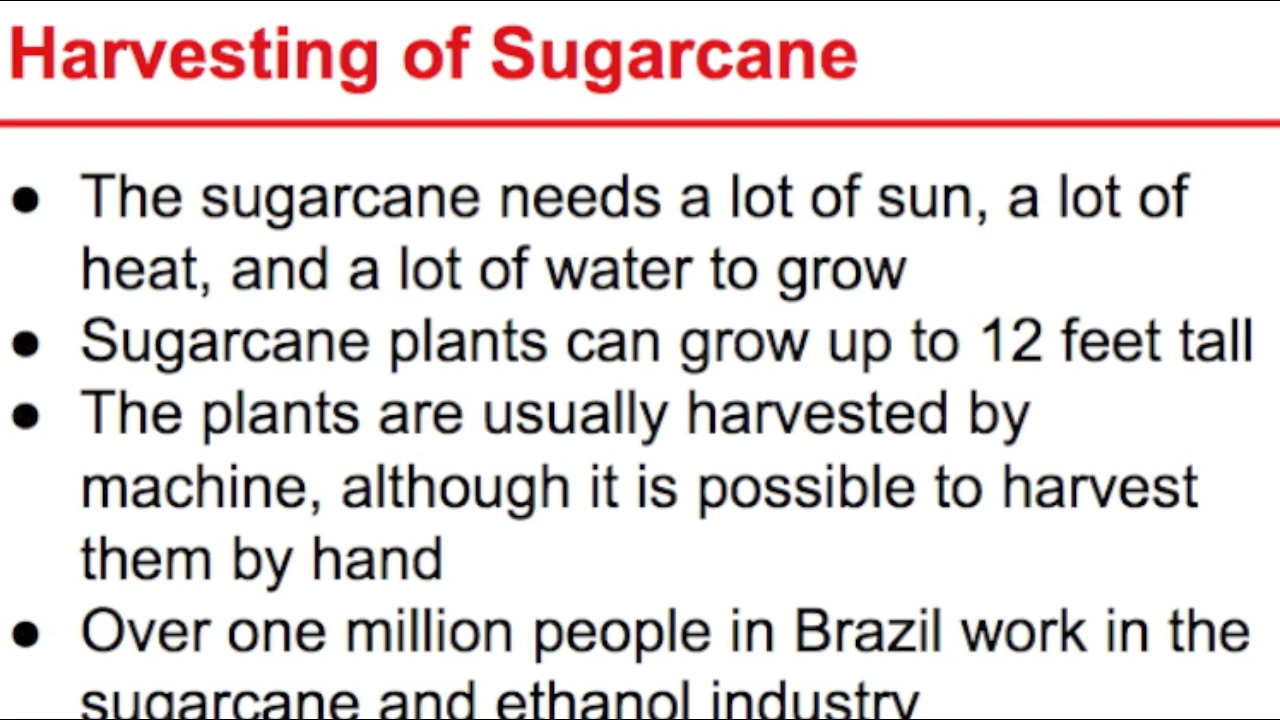 Harvesting of Sugarcane
● The sugarcane needs a lot of sun, a lot of
heat, and a lot of water to grow
● Sugarcane plants can grow up to 12 feet tall
● The plants are usually harvested by
machine, although it is possible to harvest
them by hand
● Over one million people in Brazil work in the
sugarcane and ethanol industry